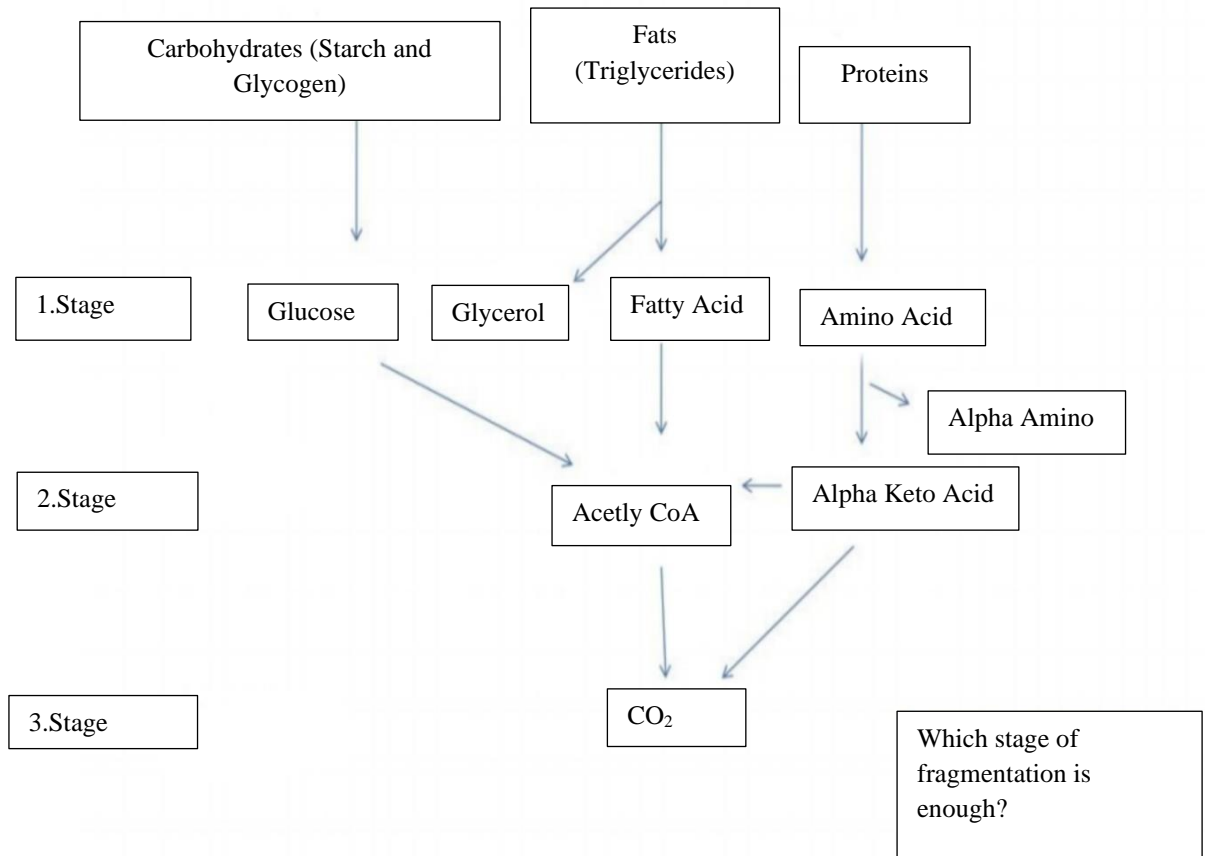 Carbohydrates (Starch and
Glycogen)
Fats
(Triglycerides)
Proteins
1.Stage
Glucose
Glycerol
Fatty Acid
Amino Acid
Alpha Amino
2.Stage
Acetly CoA
Alpha Keto Acid
3.Stage
CO₂
Which stage of
fragmentation is
enough?